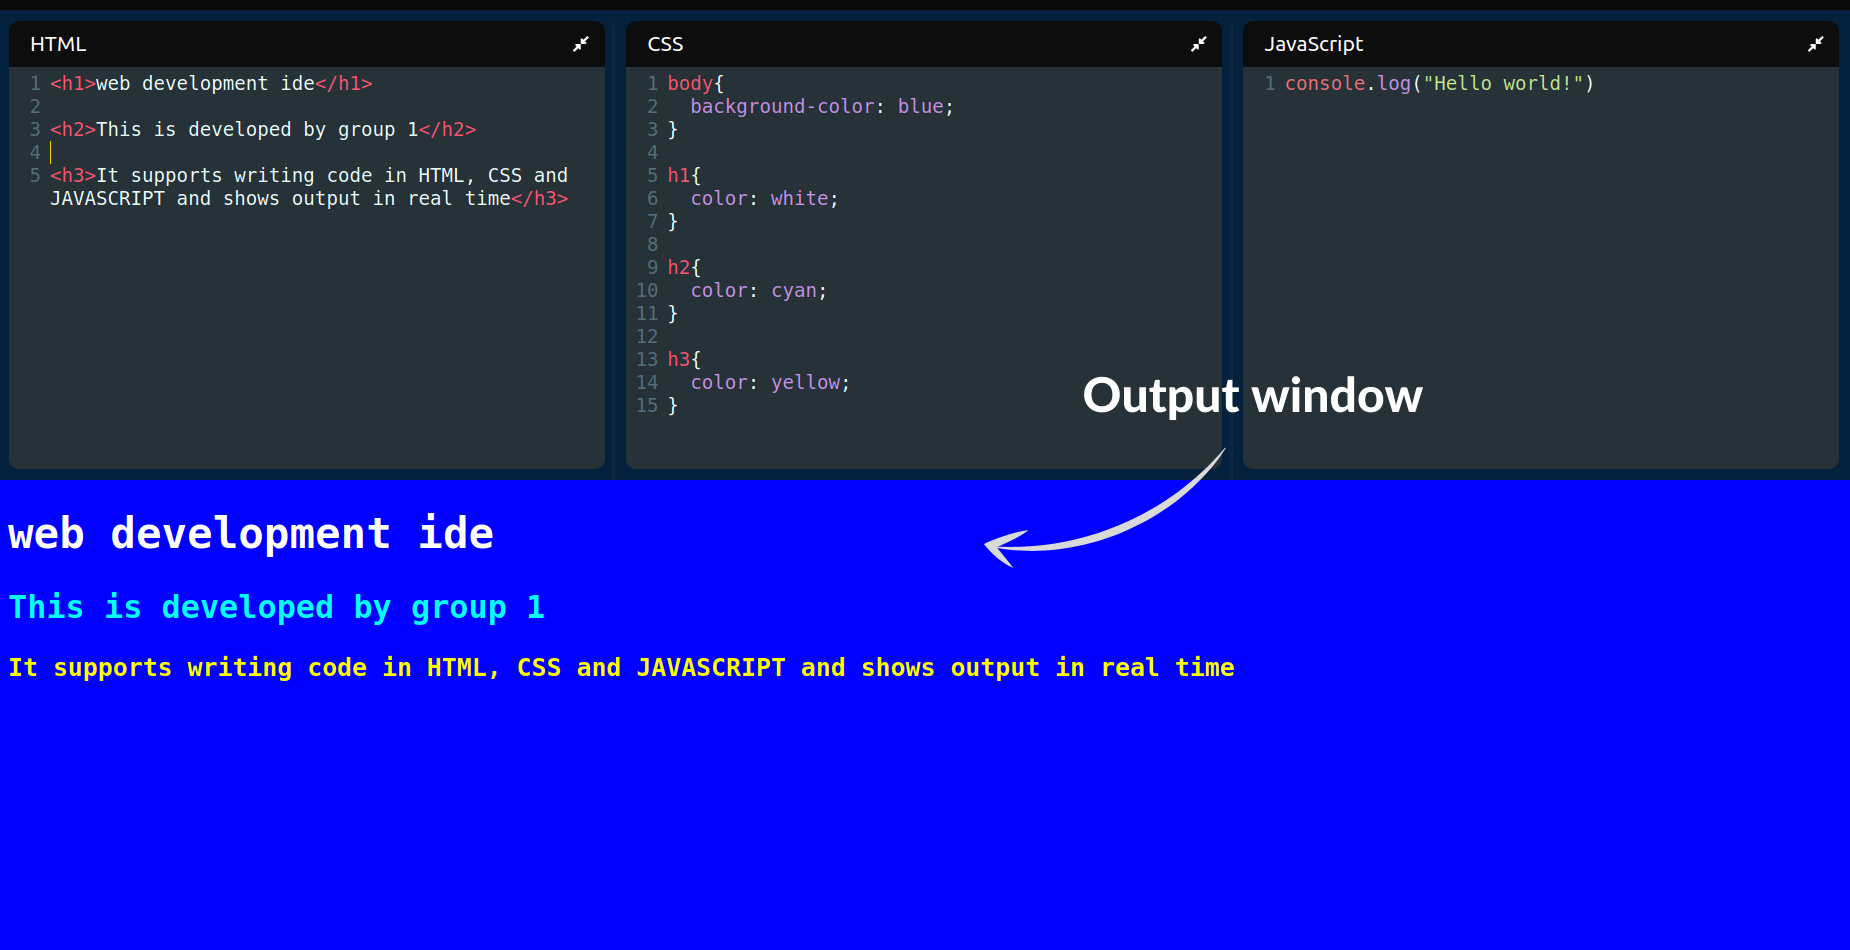 HTML
1 <h1>web development ide</h1>
2
3 <h2>This is developed by group 1</h2>
4
5 <h3>It supports writing code in HTML, CSS and
JAVASCRIPT and shows output in real time</h3>
CSS
1 body{
2   background-color: blue;
3 }
4
5 h1{
6   color: white;
7 }
8
9 h2{
10   color: cyan;
11 }
12
13 h3{
14   color: yellow;
15 }
JavaScript
1 console.log("Hello world!")
Output window
web development ide
This is developed by group 1
It supports writing code in HTML, CSS and JAVASCRIPT and shows output in real time